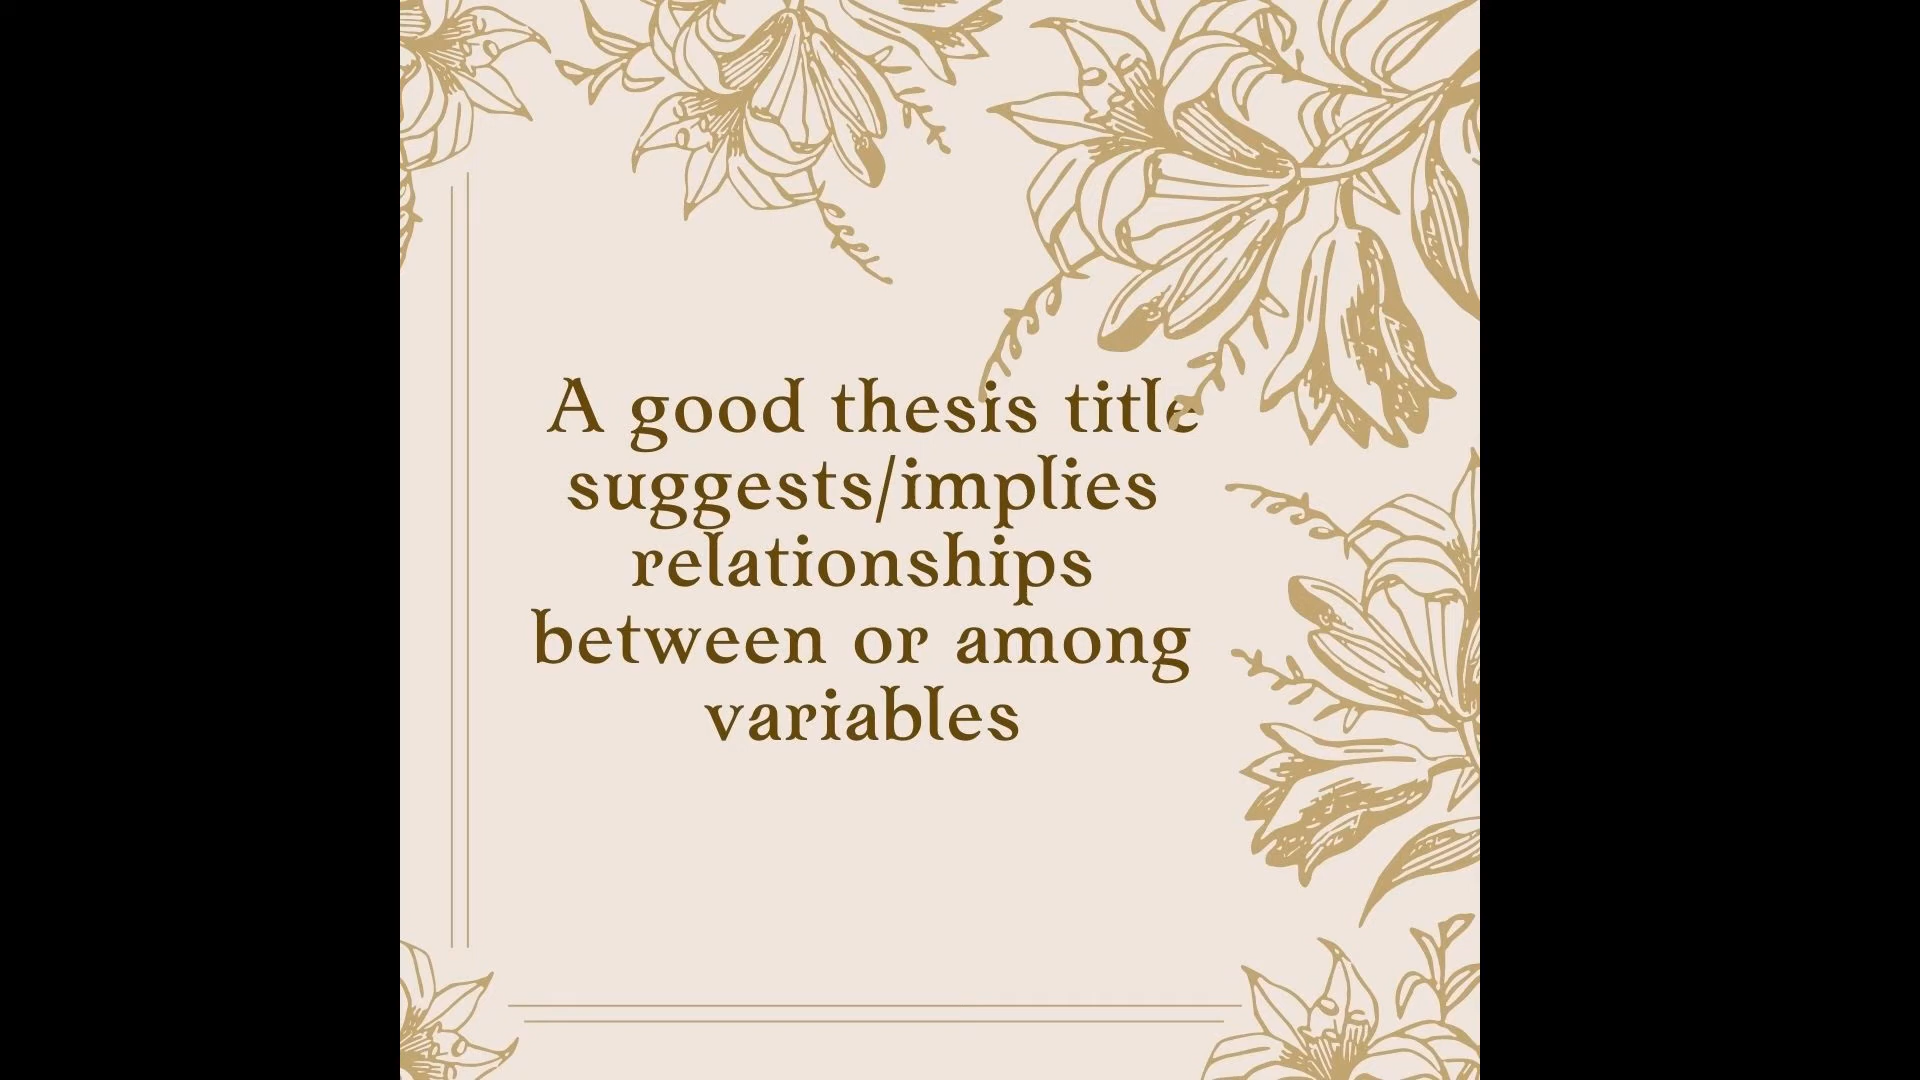 A good thesis title
suggests/implies
relationships
between or among
variables